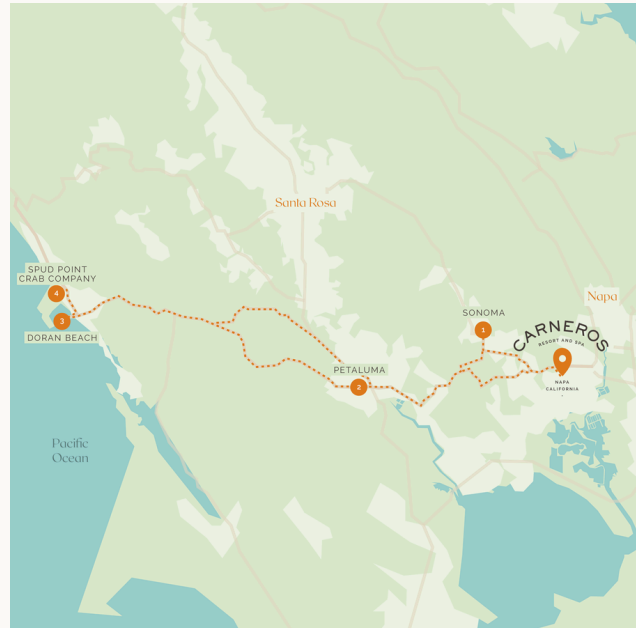 Santa Rosa
SPUD POINT
CRAB COMPANY
4
3
DORAN BEACH
Napa
SONOMA
1
CARNEROS
RESORT AND SPA
NAPA
CALIFORNIA
PETALUMA
2
Pacific
Ocean